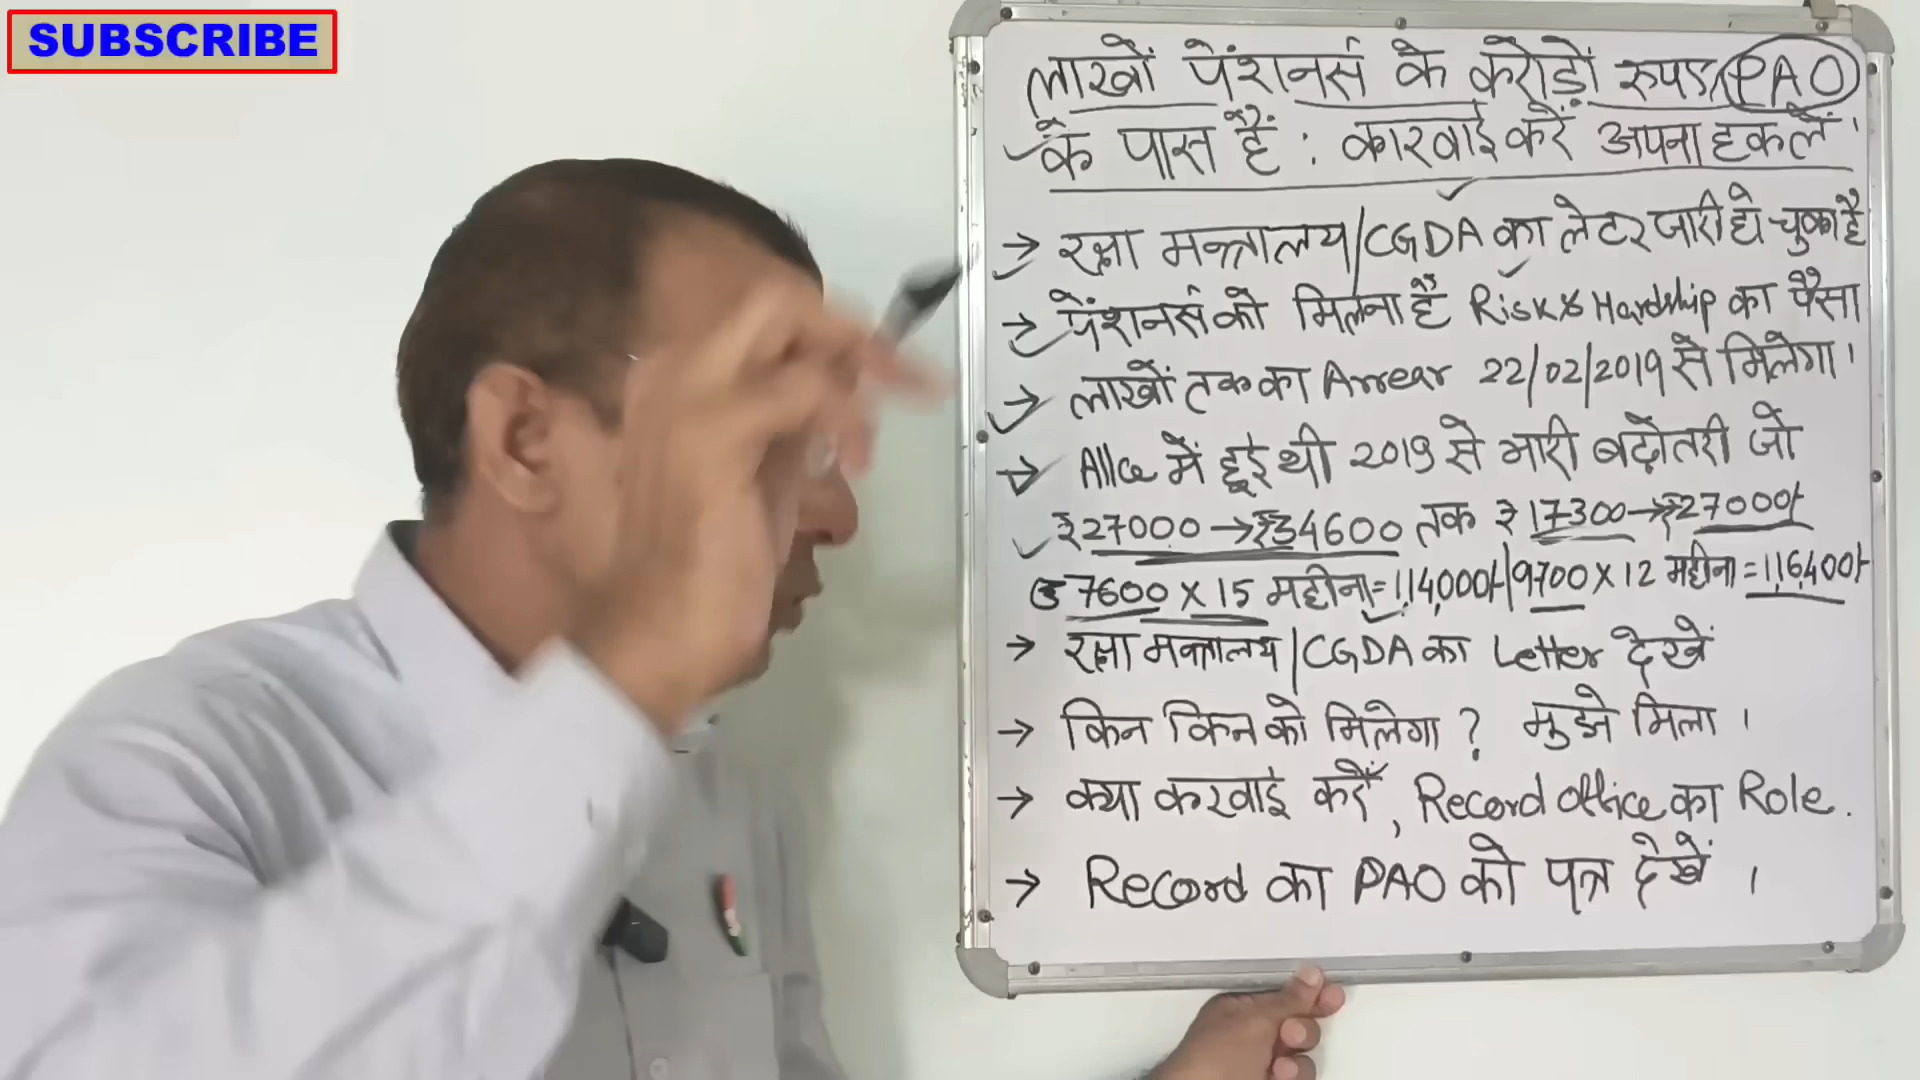 SUBSCRIBE
लाखों पेंशनर्स के करोड़ों रुपए PAO
के पास हैं : कारवाई करें अपना हक लें ।
→ रक्षा मन्त्रालय/CGDA का लेटर जारी हो चुका है
→ पेंशनर्स को मिलना है Risk & Hardship का पैसा
→ लाखों तक का Arrear 22/02/2019 से मिलेगा ।
→ Allce में हुई थी 2019 से भारी बढ़ोतरी जो
₹27000 → ₹34600 तक ₹17300 → ₹27000/-
7600 x 15 महीना = 1,14,000/- | 9700 x 12 महीना = 1,16,400/-
→ रक्षा मन्त्रालय/CGDA का Letter देखें
→ किन किन को मिलेगा ? मुझे मिला ।
→ क्या करवाई करें, Record office का Role.
→ Record का PAO को पत्र देखें ।